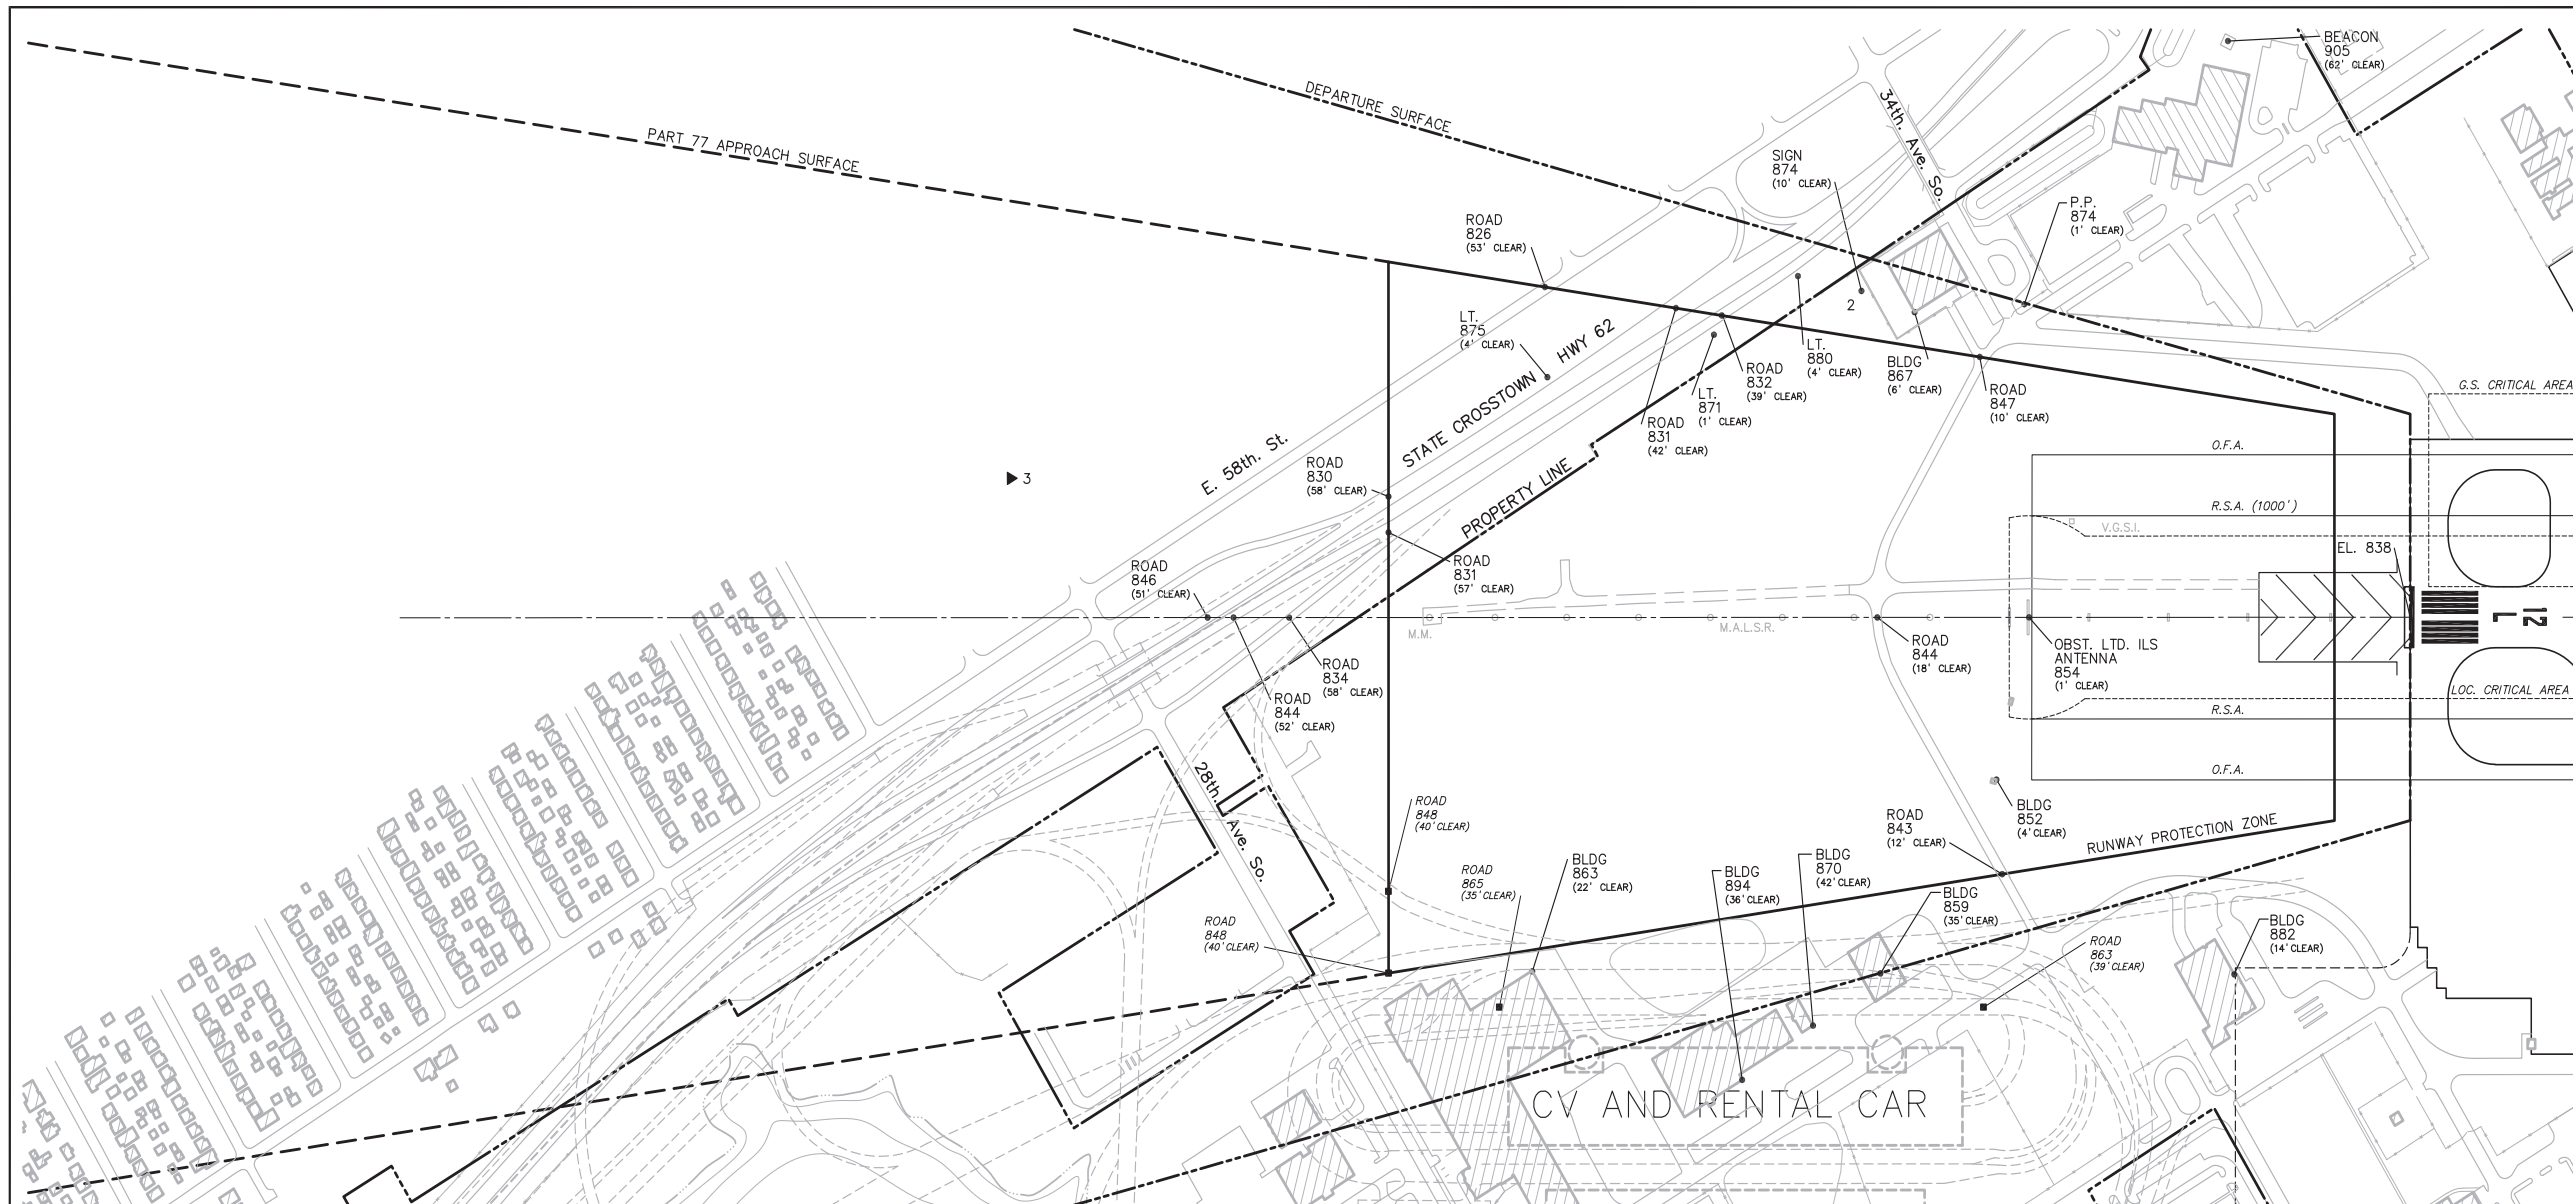 BEACON
905
(62' CLEAR)
DEPARTURE SURFACE
34th. Ave. So.
PART 77 APPROACH SURFACE
SIGN
874
(10' CLEAR)
P.P.
874
(1' CLEAR)
ROAD
826
(53' CLEAR)
2
LT.
875
(4' CLEAR)
STATE CROSSTOWN HWY 62
LT.
880
(4' CLEAR)
BLDG
867
(6' CLEAR)
ROAD
832
(39' CLEAR)
LT.
871
(1' CLEAR)
ROAD
831
(42' CLEAR)
ROAD
847
(10' CLEAR)
G.S. CRITICAL AREA
O.F.A.
E. 58th. St.
ROAD
830
(58' CLEAR)
3
PROPERTY LINE
R.S.A. (1000')
V.G.S.I.
EL. 838
ROAD
846
(51' CLEAR)
ROAD
831
(57' CLEAR)
12
L
M.M.
M.A.L.S.R.
ROAD
844
(18' CLEAR)
OBST. LTD. ILS
ANTENNA
854
(1' CLEAR)
ROAD
834
(58' CLEAR)
ROAD
844
(52' CLEAR)
LOC. CRITICAL AREA
R.S.A.
O.F.A.
28th. Ave. So.
ROAD
848
(40'CLEAR)
BLDG
852
(4'CLEAR)
ROAD
843
(12' CLEAR)
RUNWAY PROTECTION ZONE
ROAD
865
(35'CLEAR)
BLDG
863
(22' CLEAR)
BLDG
894
(36'CLEAR)
BLDG
870
(42'CLEAR)
BLDG
859
(35'CLEAR)
ROAD
848
(40'CLEAR)
BLDG
882
(14'CLEAR)
ROAD
863
(39'CLEAR)
CV AND RENTAL CAR